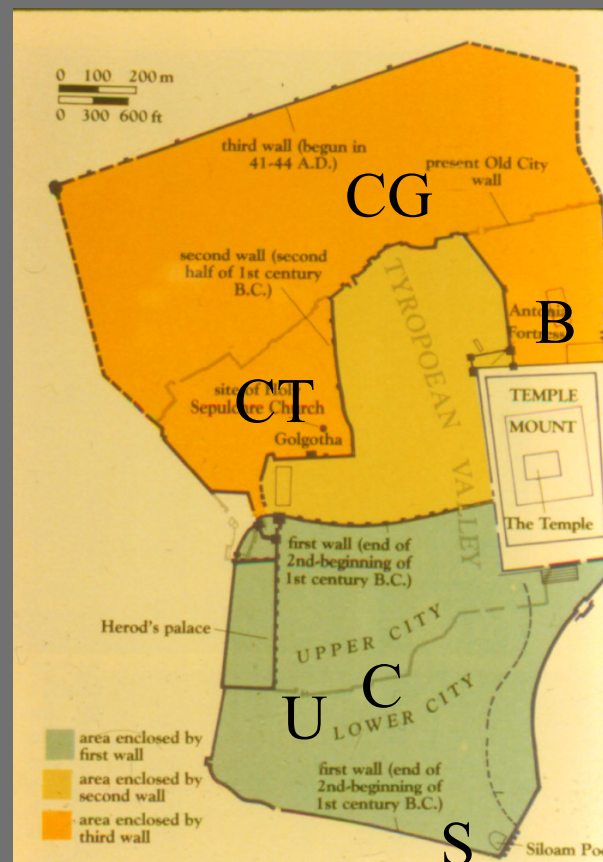 0 100 200 m
0 300 600 ft
third wall (begun in
41-44 A.D.)
present Old City
wall
CG
second wall (second
half of 1st century
B.C.)
TYROPOEAN VALLEY
Antonia
Fortress
B
site of Holy
Sepulchre Church
CT
Golgotha
TEMPLE
MOUNT
The Temple
first wall (end of
2nd-beginning of
1st century B.C.)
Herod's palace
UPPER CITY
C
U
LOWER CITY
area enclosed by
first wall
area enclosed by
second wall
area enclosed by
third wall
first wall (end of
2nd-beginning of
1st century B.C.)
S
Siloam